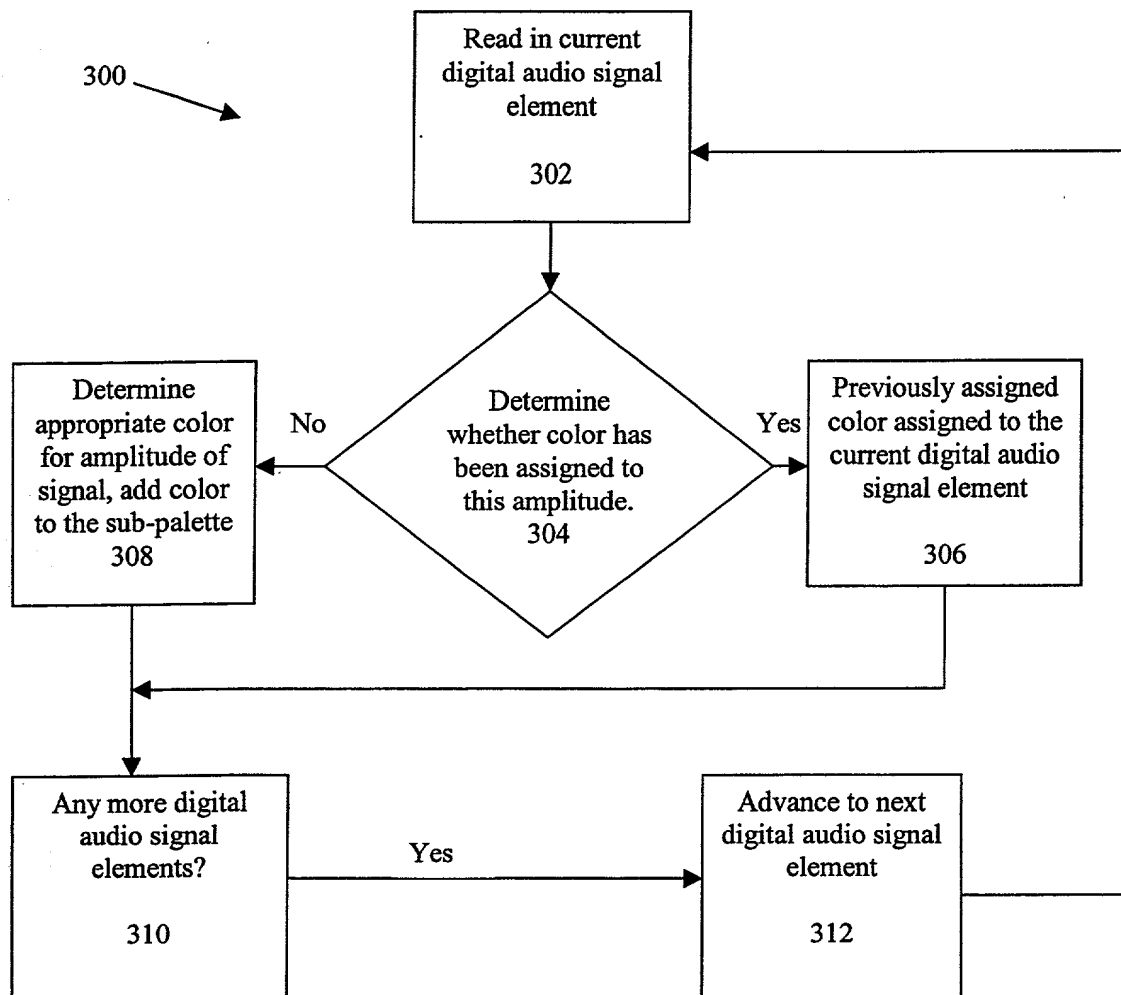 Read in current
digital audio signal
element
302
300
Determine
appropriate color
for amplitude of
signal, add color
to the sub-palette
308
No
Determine
whether color has
been assigned to
this amplitude.
304
Yes
Previously assigned
color assigned to the
current digital audio
signal element
306
Any more digital
audio signal
elements?
310
Yes
Advance to next
digital audio signal
element
312